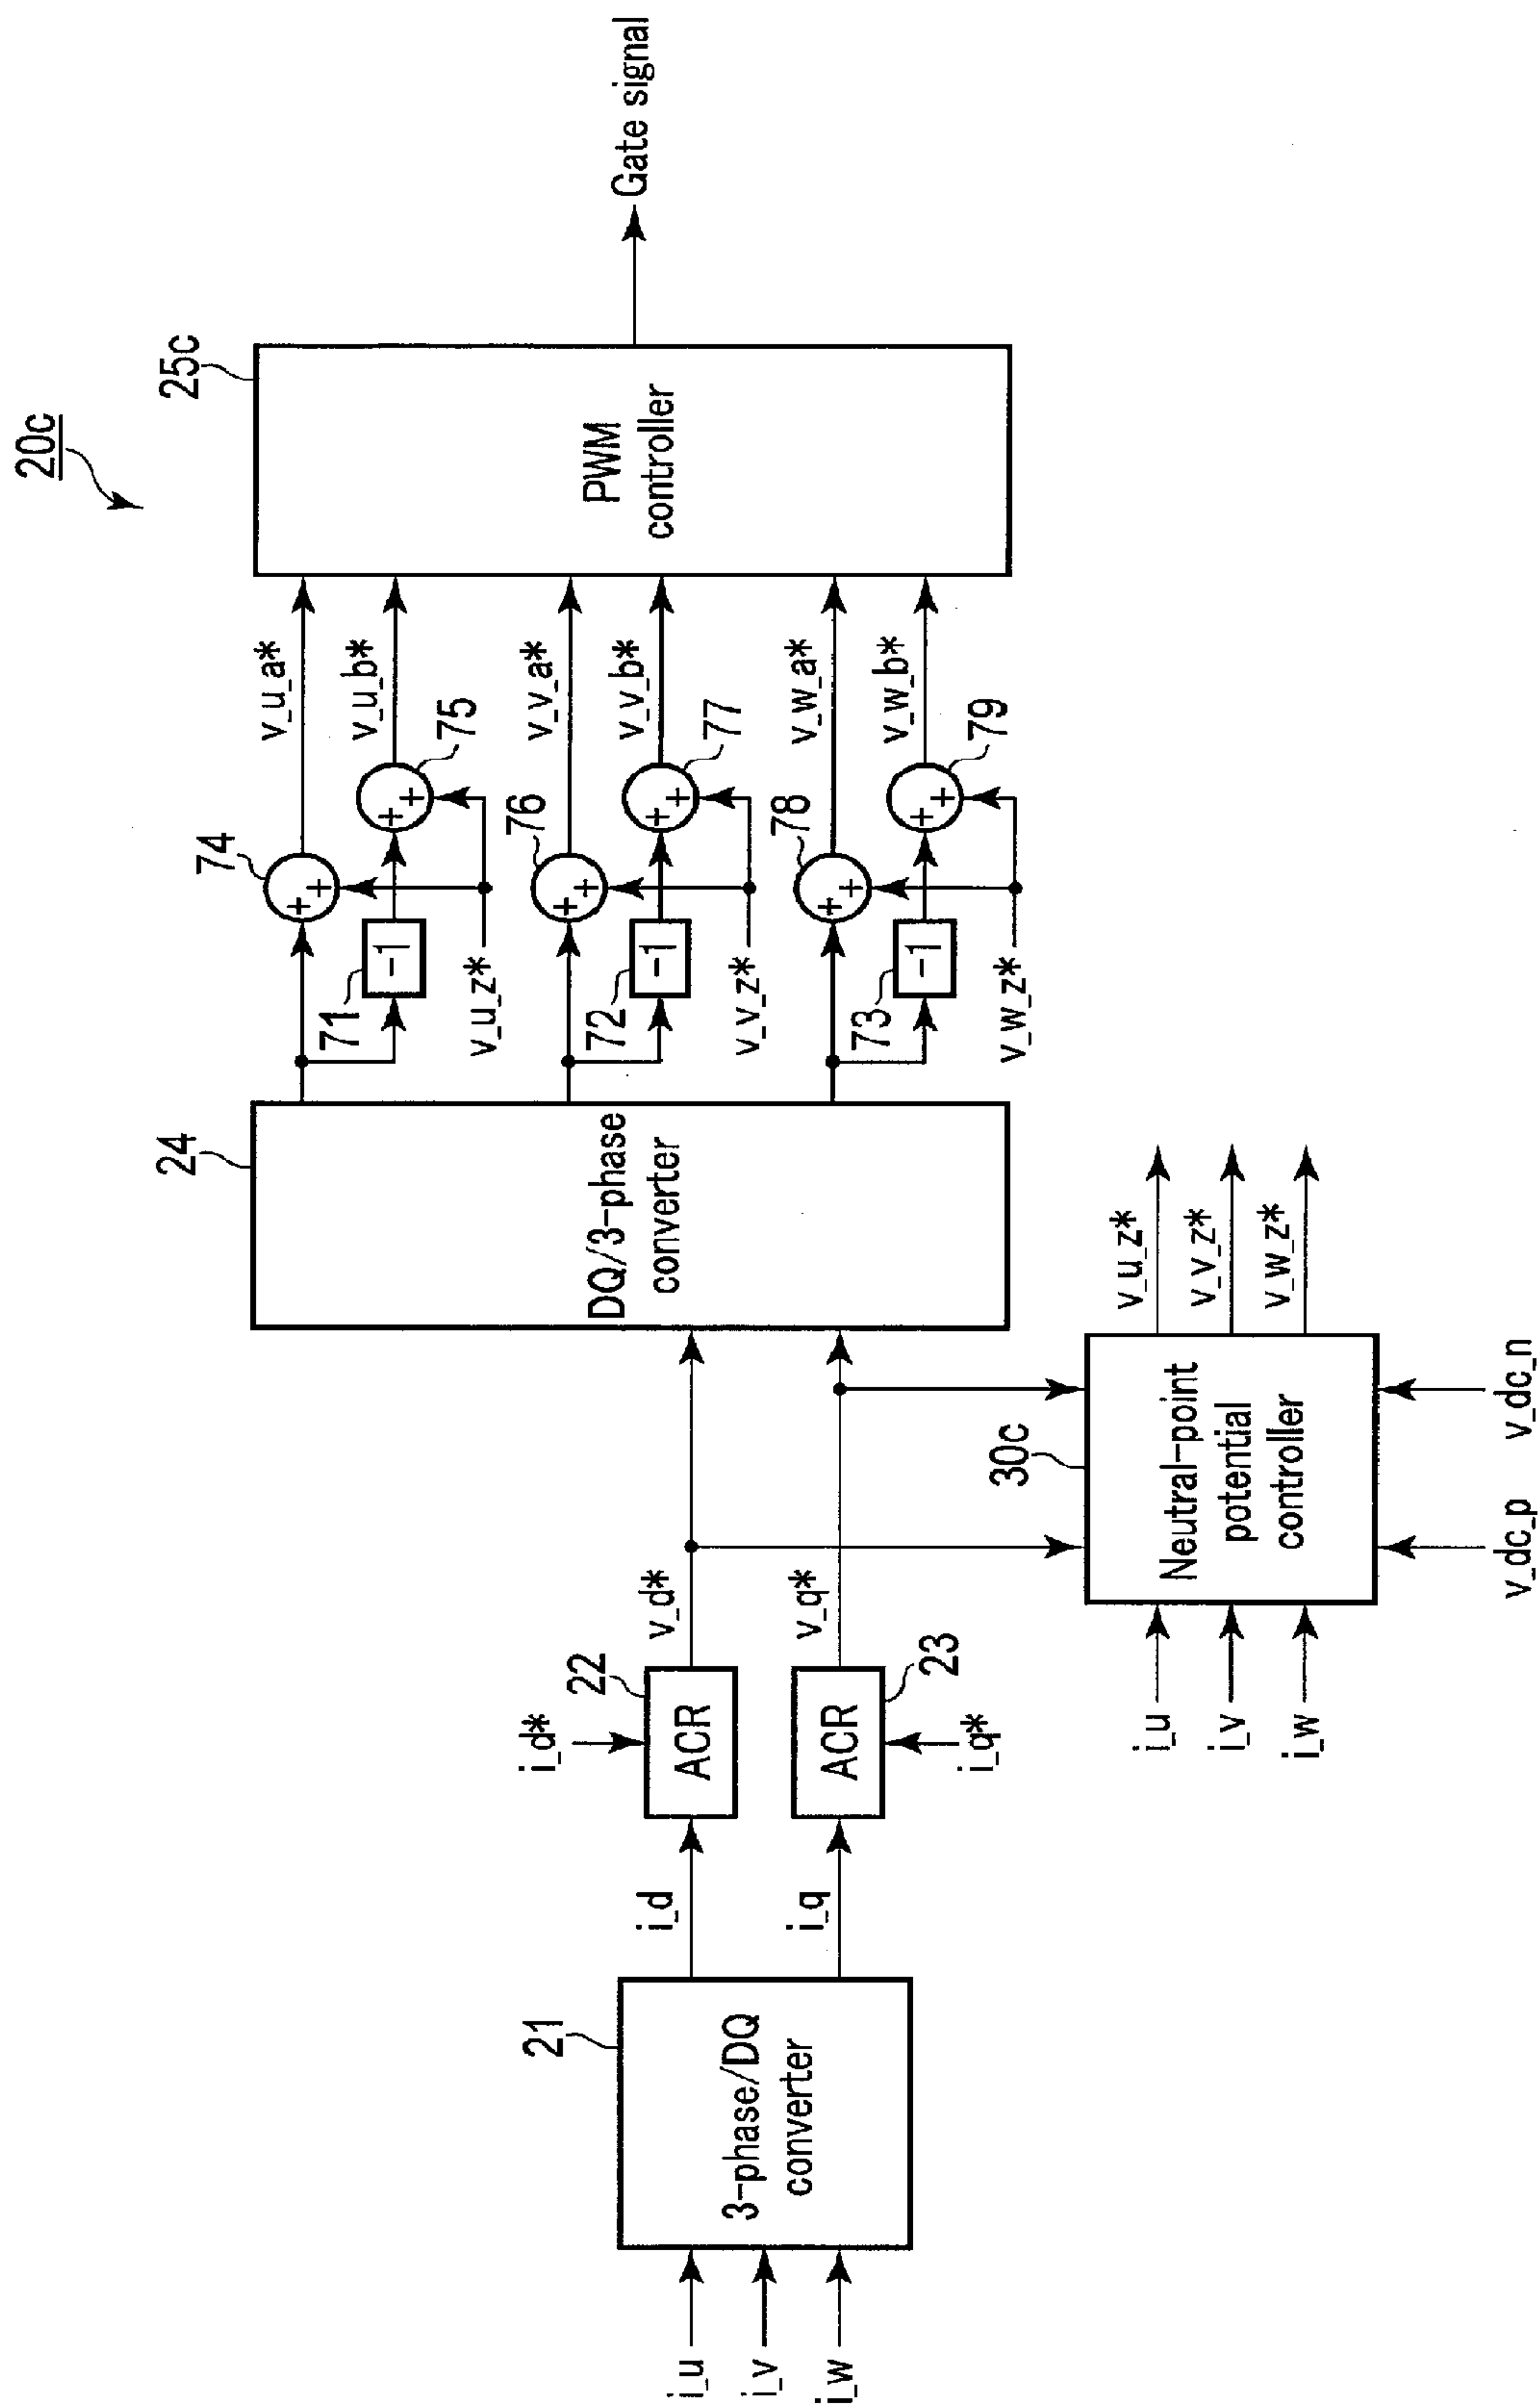 20c
21
3-phase/DQ
converter
i_u
i_v
i_w
i_d
i_q
i_d*
22
ACR
v_d*
i_q*
23
ACR
v_q*
24
DQ/3-phase
converter
30c
Neutral-point
potential
controller
i_u
i_v
i_w
v_dc_p
v_dc_n
v_u_z*
v_v_z*
v_w_z*
71
-1
v_u_z*
74
+
+
75
+
+
v_u_a*
v_u_b*
72
-1
v_v_z*
76
+
+
77
+
+
v_v_a*
v_v_b*
73
-1
v_w_z*
78
+
+
79
+
+
v_w_a*
v_w_b*
25c
PWM
controller
Gate signal